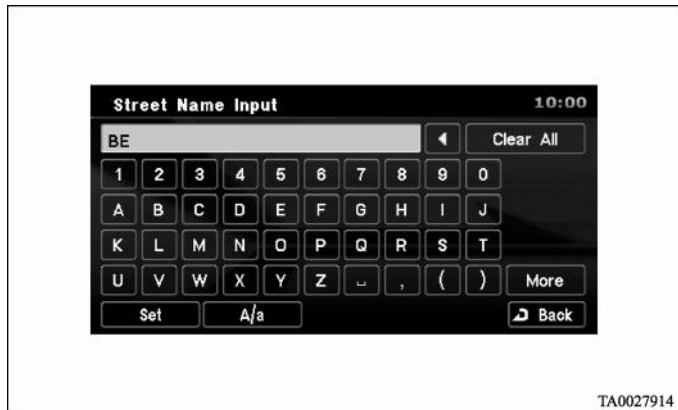 Street Name Input 10:00
BE Clear All
1 2 3 4 5 6 7 8 9 0
A B C D E F G H I J
K L M N O P Q R S T
U V W X Y Z ␣ , ( ) More
Set A/a Back
TA0027914